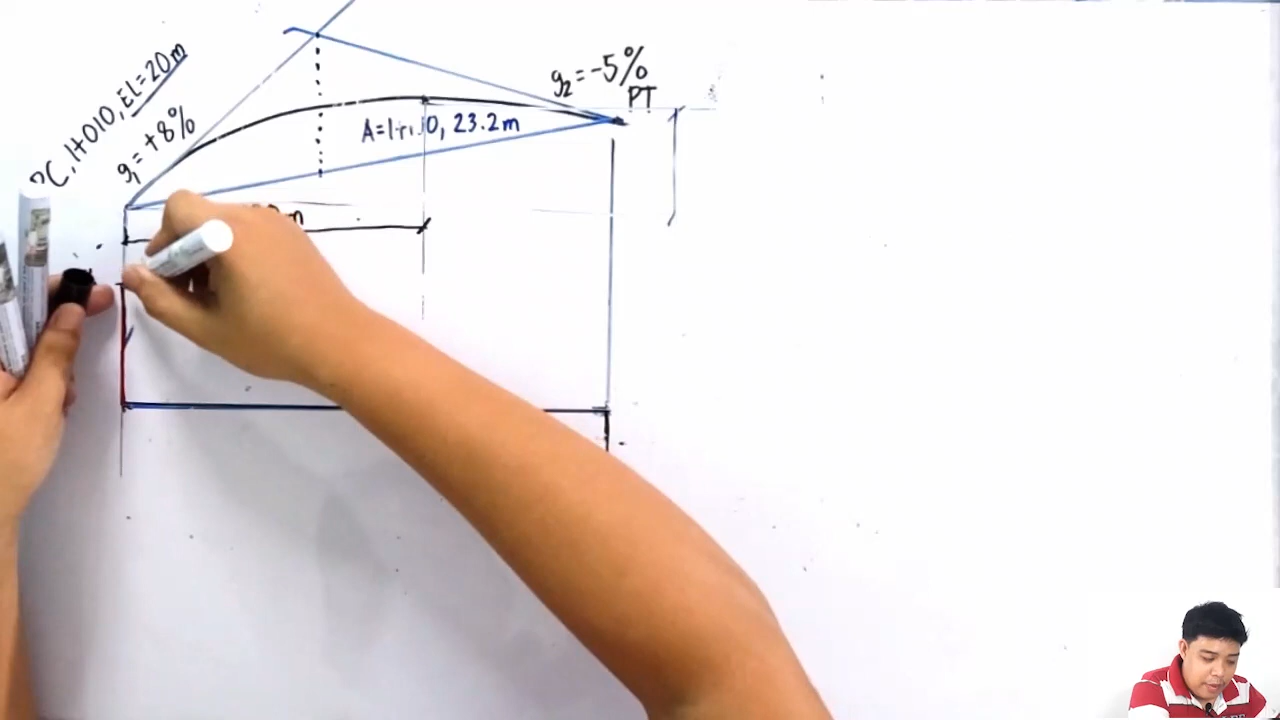 PC, 1+010, EL=20m
g₁ = +8%
g₂ = -5%
PT
23.2m
m